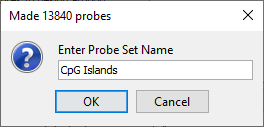 Made 13840 probes
Enter Probe Set Name
CpG Islands
OK
Cancel